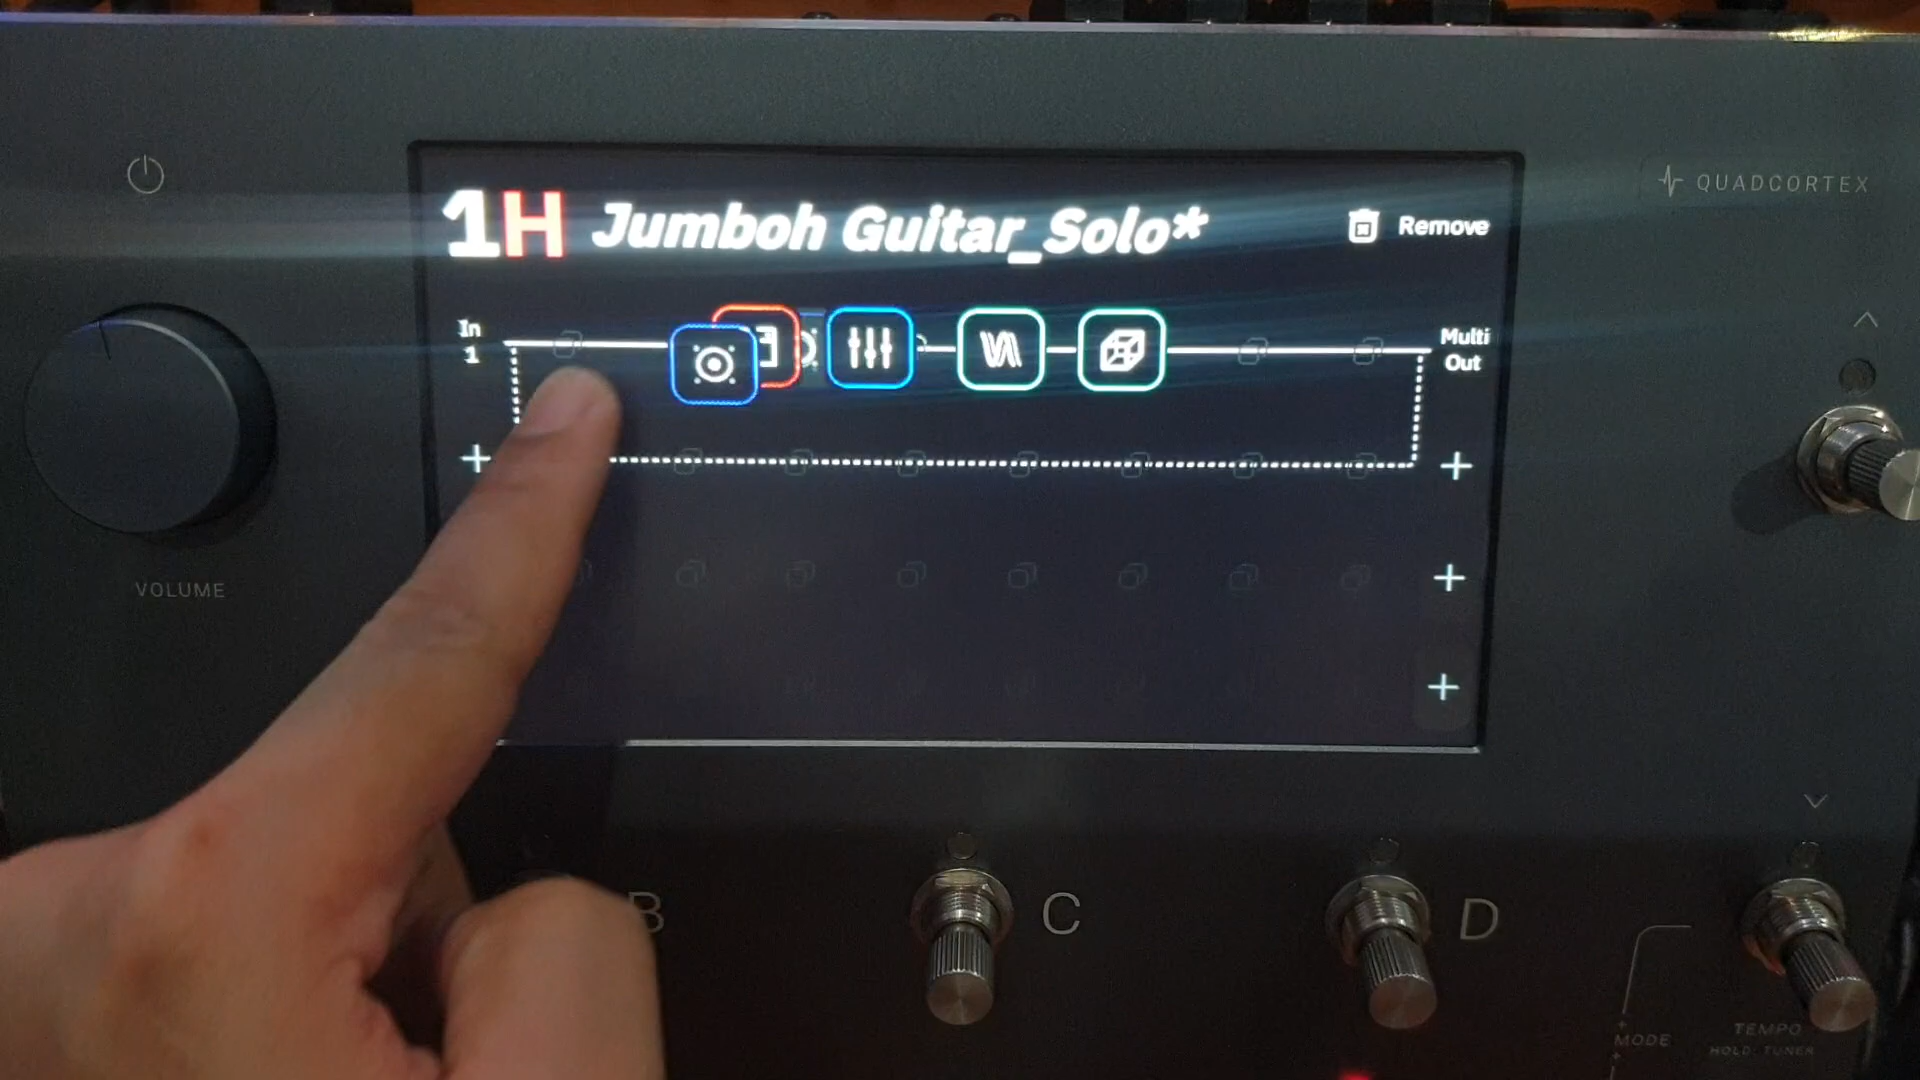 QUADCORTEX
1H Jumboh Guitar_Solo*
Remove
In
1
Multi
Out
VOLUME
B
C
D
MODE
TEMPO
HOLD: TUNER